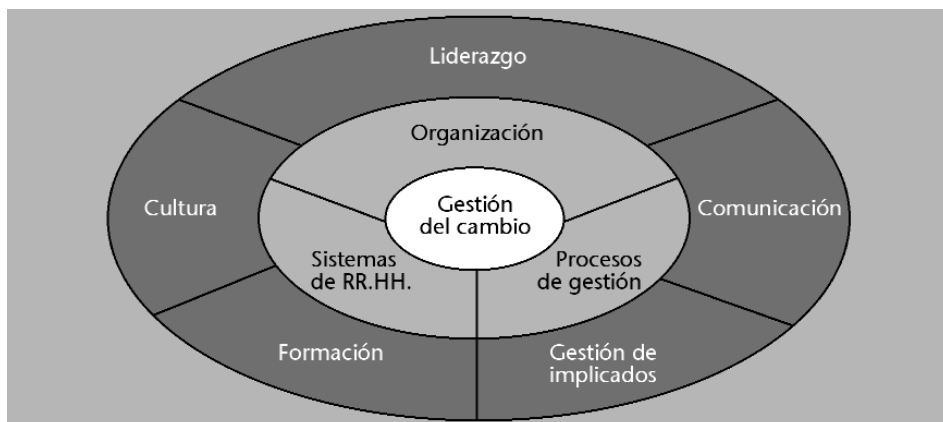 Liderazgo
Organización
Cultura
Gestión
del cambio
Comunicación
Sistemas
de RR.HH.
Procesos
de gestión
Formación
Gestión de
implicados